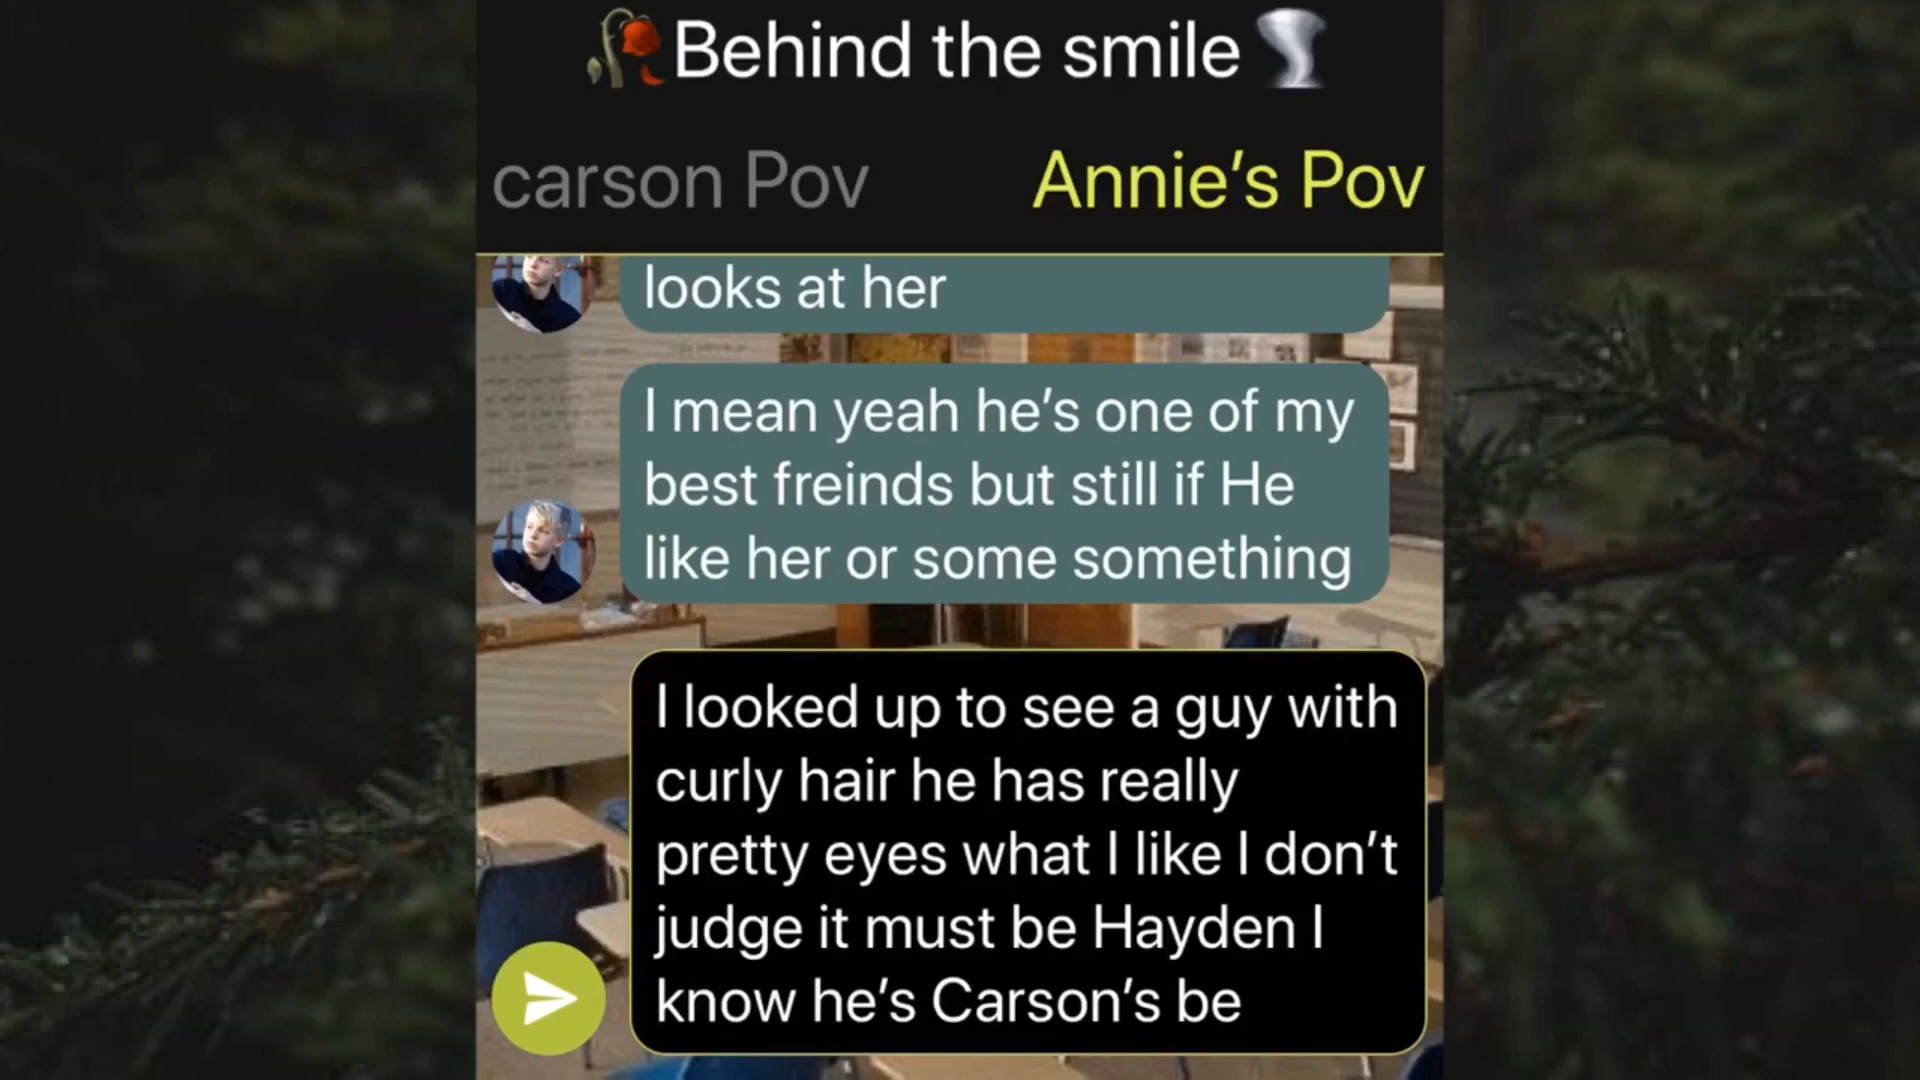 🥀Behind the smile🌪
carson Pov
Annie’s Pov
looks at her
I mean yeah he’s one of my
best freinds but still if He
like her or some something
I looked up to see a guy with
curly hair he has really
pretty eyes what I like I don’t
judge it must be Hayden I
know he’s Carson’s be